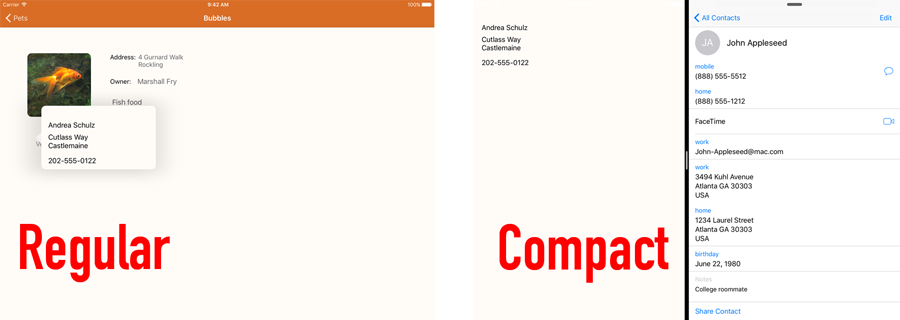 Carrier
9:42 AM
100%
Pets
Bubbles
Address: 4 Gurnard Walk
Rockling
Owner: Marshall Fry
Fish food
Andrea Schulz
Cutlass Way
Castlemaine
202-555-0122
Regular
Andrea Schulz
Cutlass Way
Castlemaine
202-555-0122
Compact
All Contacts
Edit
JA
John Appleseed
mobile
(888) 555-5512
home
(888) 555-1212
FaceTime
work
John-Appleseed@mac.com
work
3494 Kuhl Avenue
Atlanta GA 30303
USA
home
1234 Laurel Street
Atlanta GA 30303
USA
birthday
June 22, 1980
Notes
College roommate
Share Contact